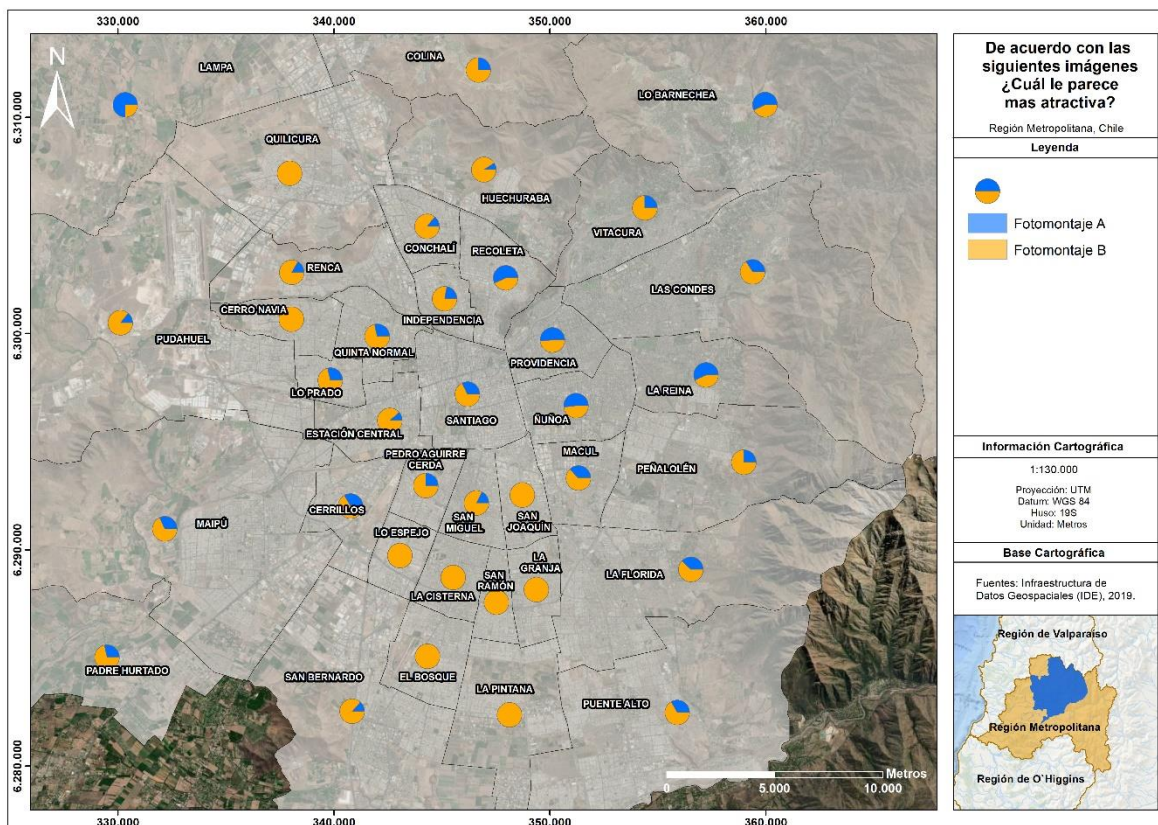 330.000
340.000
350.000
360.000
6.310.000
6.300.000
6.290.000
6.280.000
N
LAMPA
COLINA
LO BARNECHEA
QUILICURA
HUECHURABA
VITACURA
CONCHALÍ
RECOLETA
RENCA
LAS CONDES
CERRO NAVIA
INDEPENDENCIA
PUDAHUEL
QUINTA NORMAL
PROVIDENCIA
LO PRADO
LA REINA
SANTIAGO
ÑUÑOA
ESTACIÓN CENTRAL
MACUL
PEDRO AGUIRRE
CERDA
PEÑALOLÉN
CERRILLOS
MAIPÚ
SAN
MIGUEL
SAN
JOAQUÍN
LO ESPEJO
LA
GRANJA
LA FLORIDA
SAN
RAMÓN
LA CISTERNA
PADRE HURTADO
SAN BERNARDO
EL BOSQUE
LA PINTANA
PUENTE ALTO
Metros
0
5.000
10.000
330.000
340.000
350.000
360.000
De acuerdo con las
siguientes imágenes
¿Cuál le parece
mas atractiva?
Región Metropolitana, Chile
Leyenda
Fotomontaje A
Fotomontaje B
Información Cartográfica
1:130.000
Proyección: UTM
Datum: WGS 84
Huso: 19S
Unidad: Metros
Base Cartográfica
Fuentes: Infraestructura de
Datos Geospaciales (IDE), 2019.
Región de Valparaíso
Región Metropolitana
Región de O`Higgins